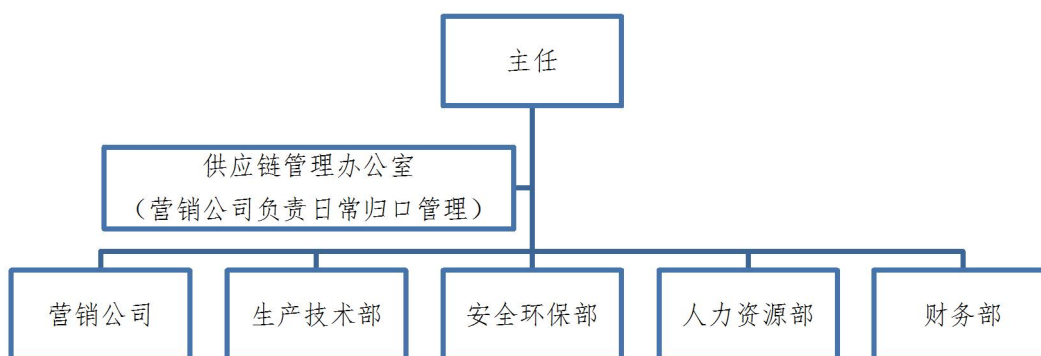 主任
供应链管理办公室
（营销公司负责日常归口管理）
营销公司
生产技术部
安全环保部
人力资源部
财务部